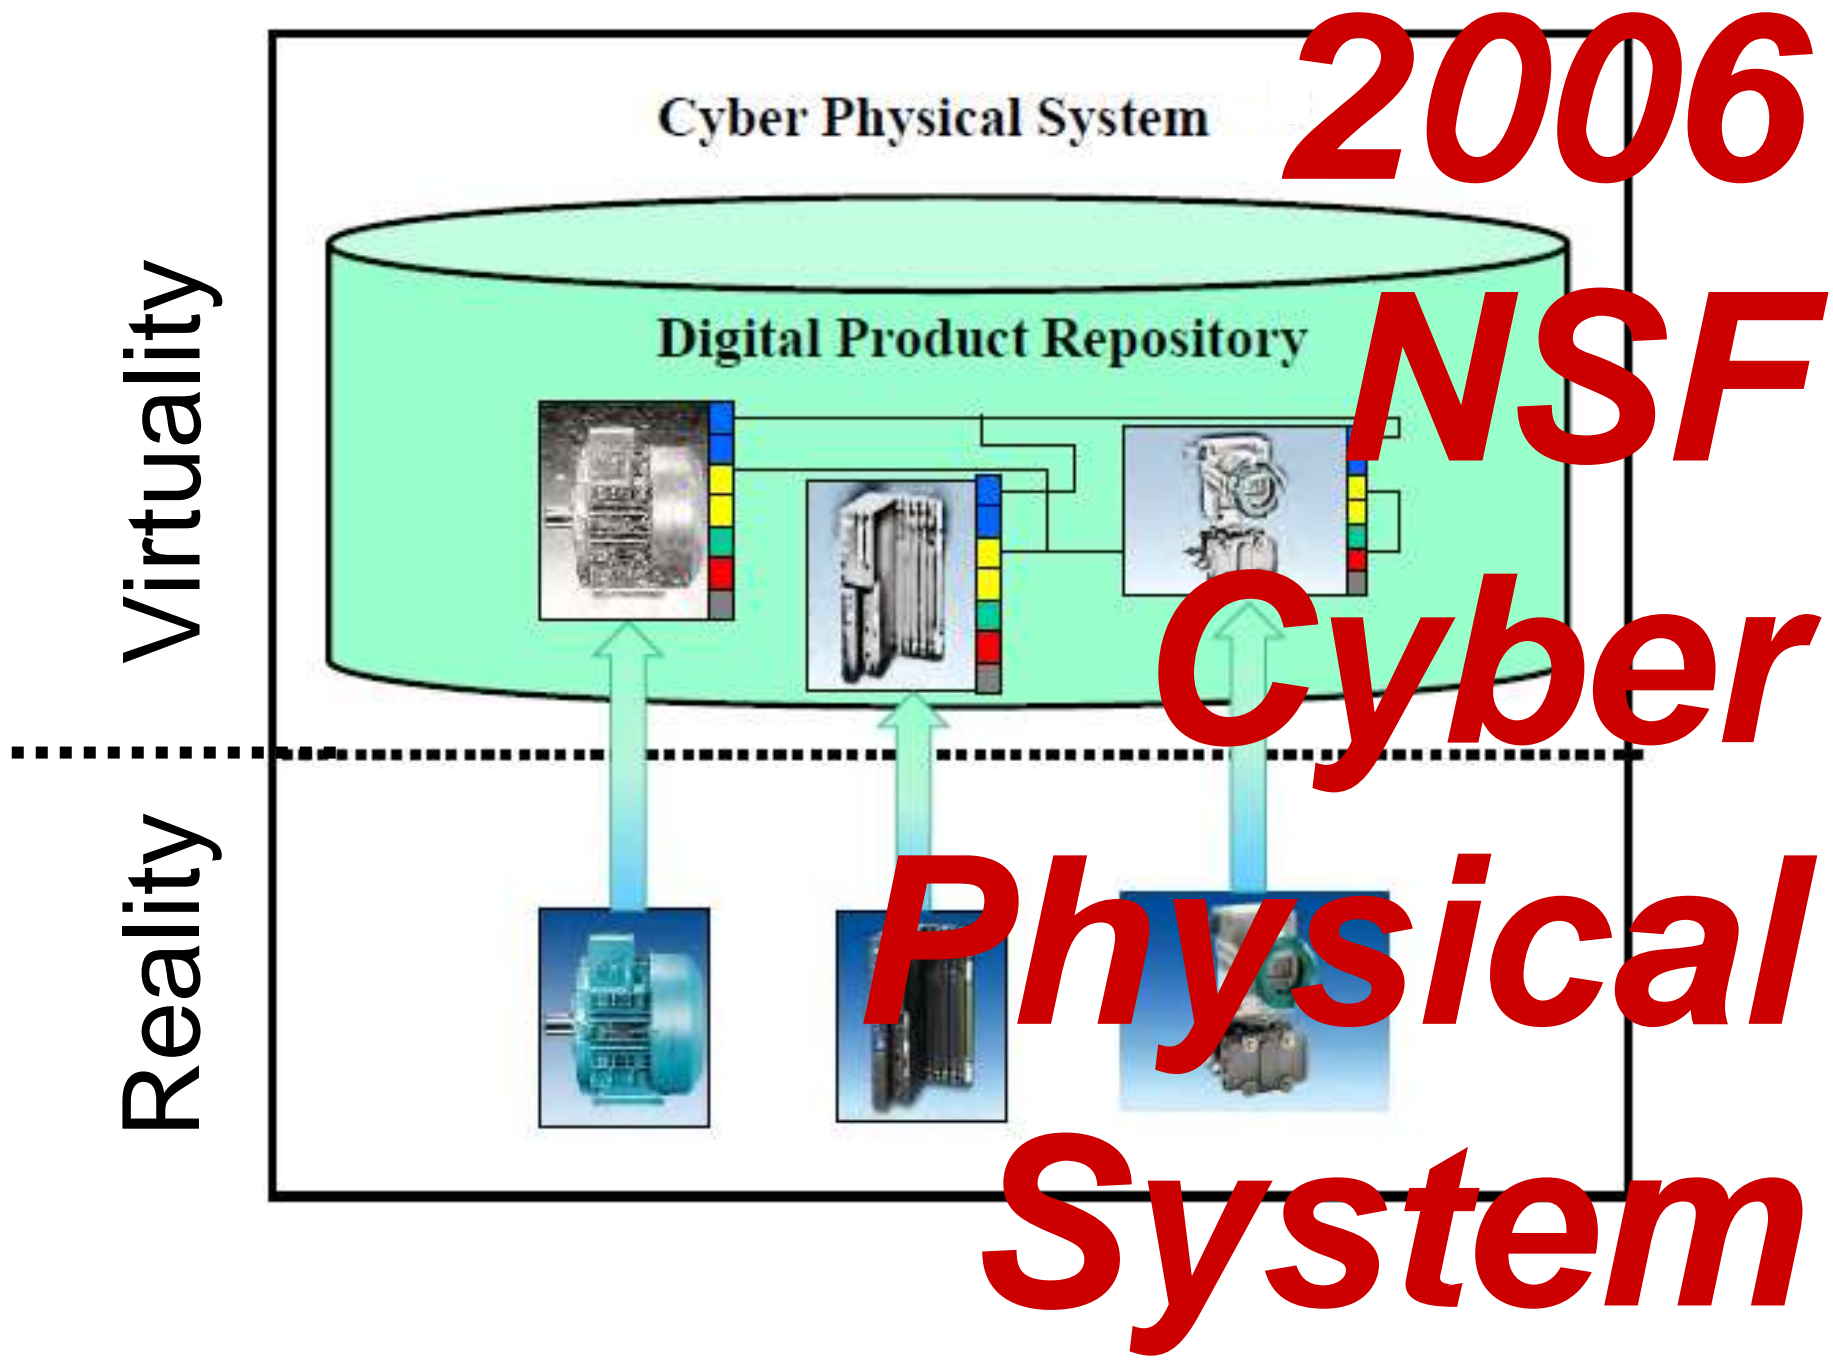 Cyber Physical System
Digital Product Repository
Virtuality
Reality
2006
NSF
Cyber
Physical
System